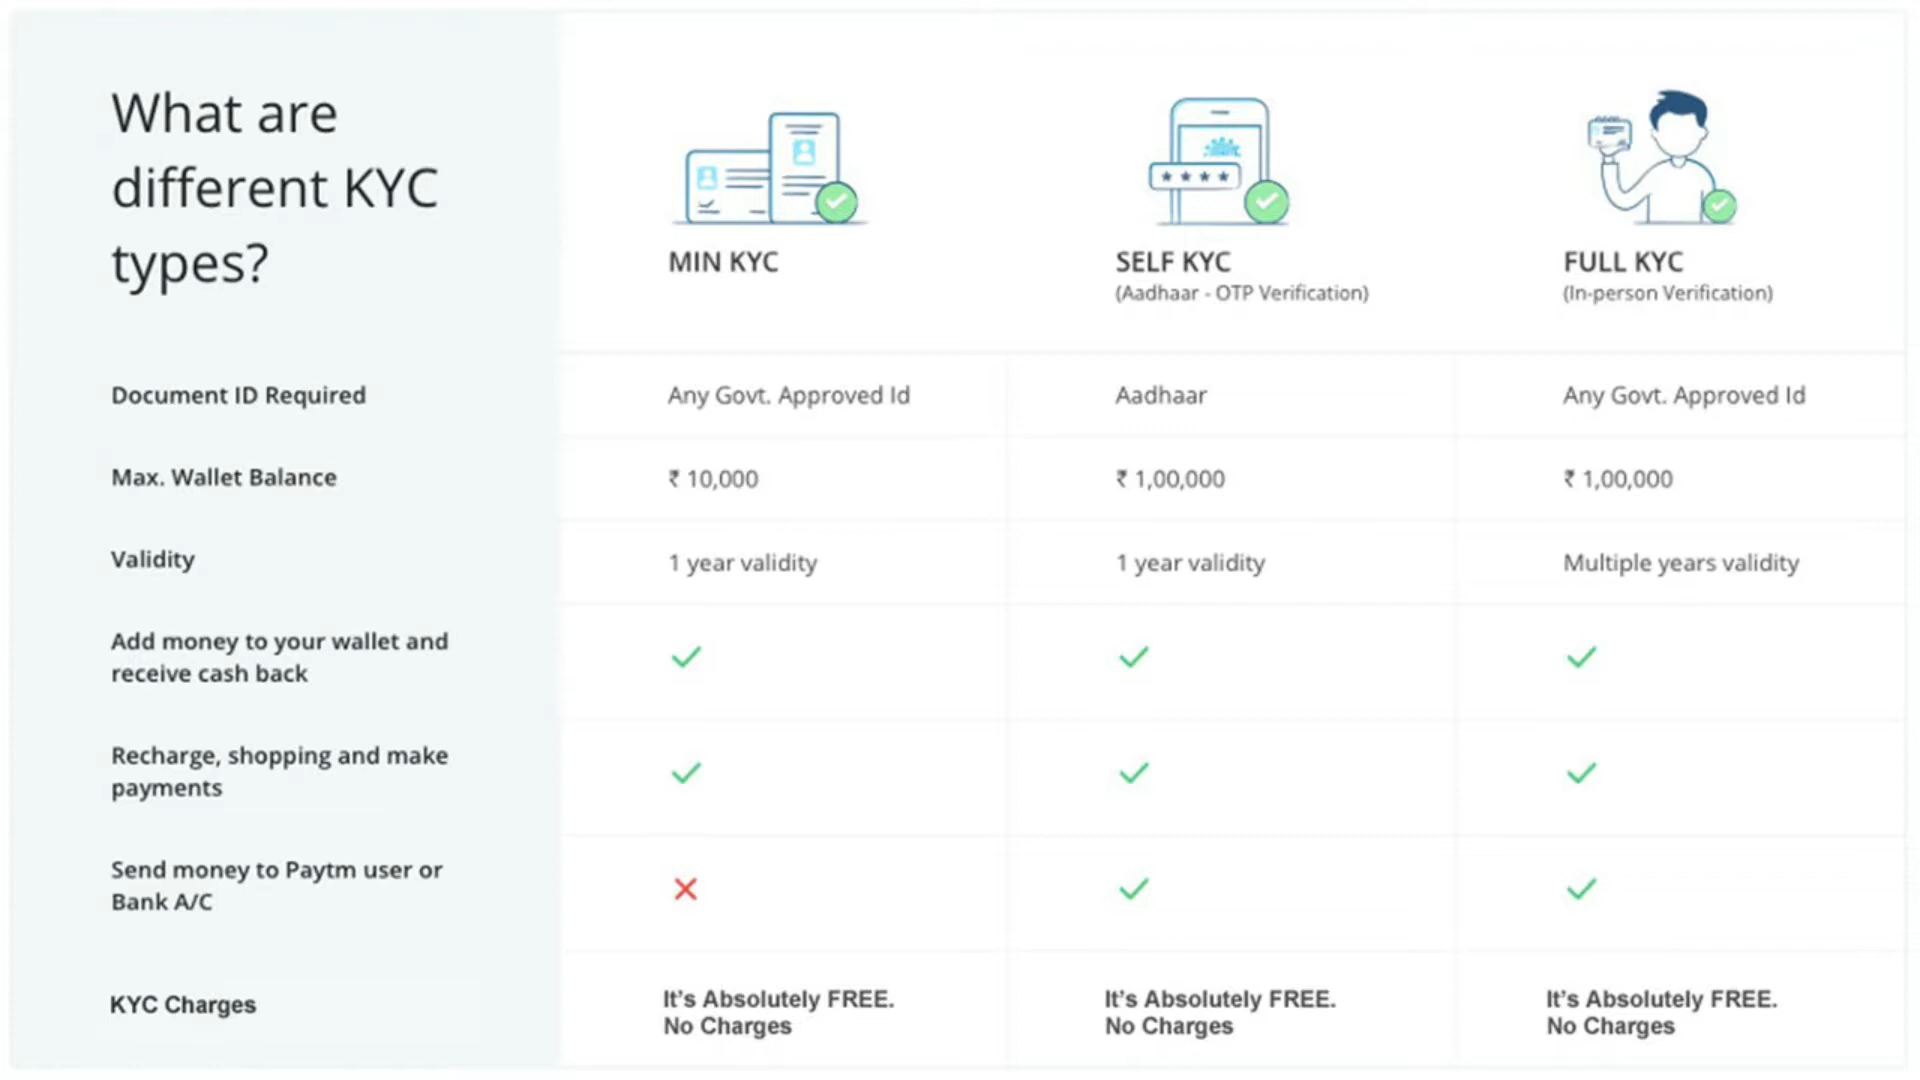 What are
different KYC
types?
MIN KYC
SELF KYC
(Aadhaar - OTP Verification)
FULL KYC
(In-person Verification)
Document ID Required
Any Govt. Approved Id
Aadhaar
Any Govt. Approved Id
Max. Wallet Balance
₹ 10,000
₹ 1,00,000
₹ 1,00,000
Validity
1 year validity
1 year validity
Multiple years validity
Add money to your wallet and
receive cash back
Recharge, shopping and make
payments
Send money to Paytm user or
Bank A/C
KYC Charges
It’s Absolutely FREE.
No Charges
It’s Absolutely FREE.
No Charges
It’s Absolutely FREE.
No Charges